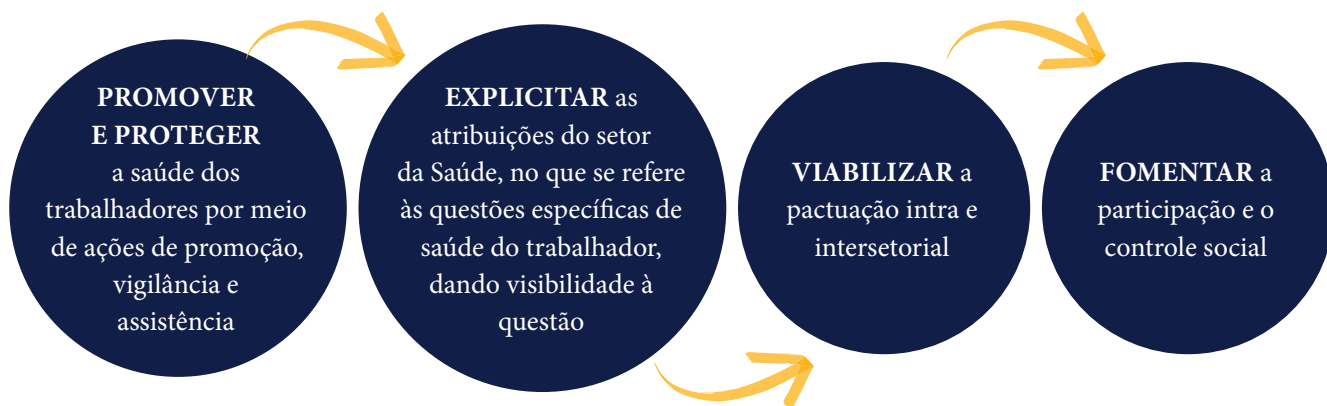 PROMOVER
E PROTEGER
a saúde dos
trabalhadores por meio
de ações de promoção,
vigilância e
assistência
EXPLICITAR as
atribuições do setor
da Saúde, no que se refere
às questões específicas de
saúde do trabalhador,
dando visibilidade à
questão
VIABILIZAR a
pactuação intra e
intersetorial
FOMENTAR a
participação e o
controle social